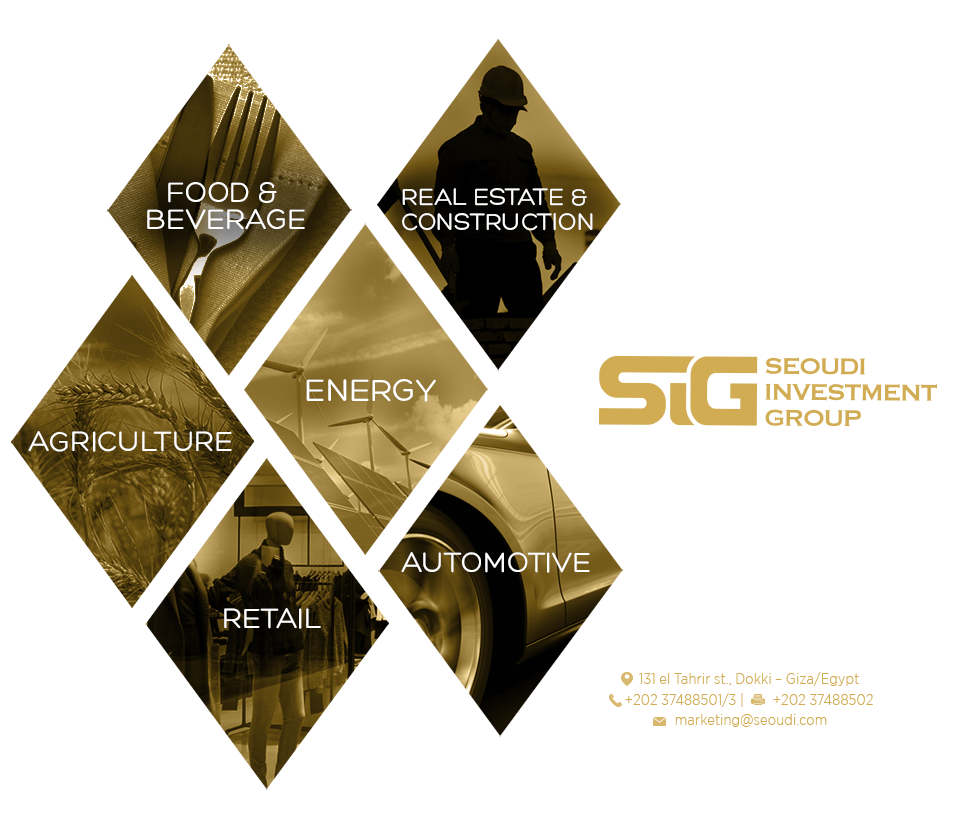 FOOD &
BEVERAGE
REAL ESTATE &
CONSTRUCTION
ENERGY
AGRICULTURE
AUTOMOTIVE
RETAIL
SiG
SEOUDI
INVESTMENT
GROUP
131 el Tahrir st., Dokki – Giza/Egypt
+202 37488501/3 | +202 37488502
marketing@seoudi.com